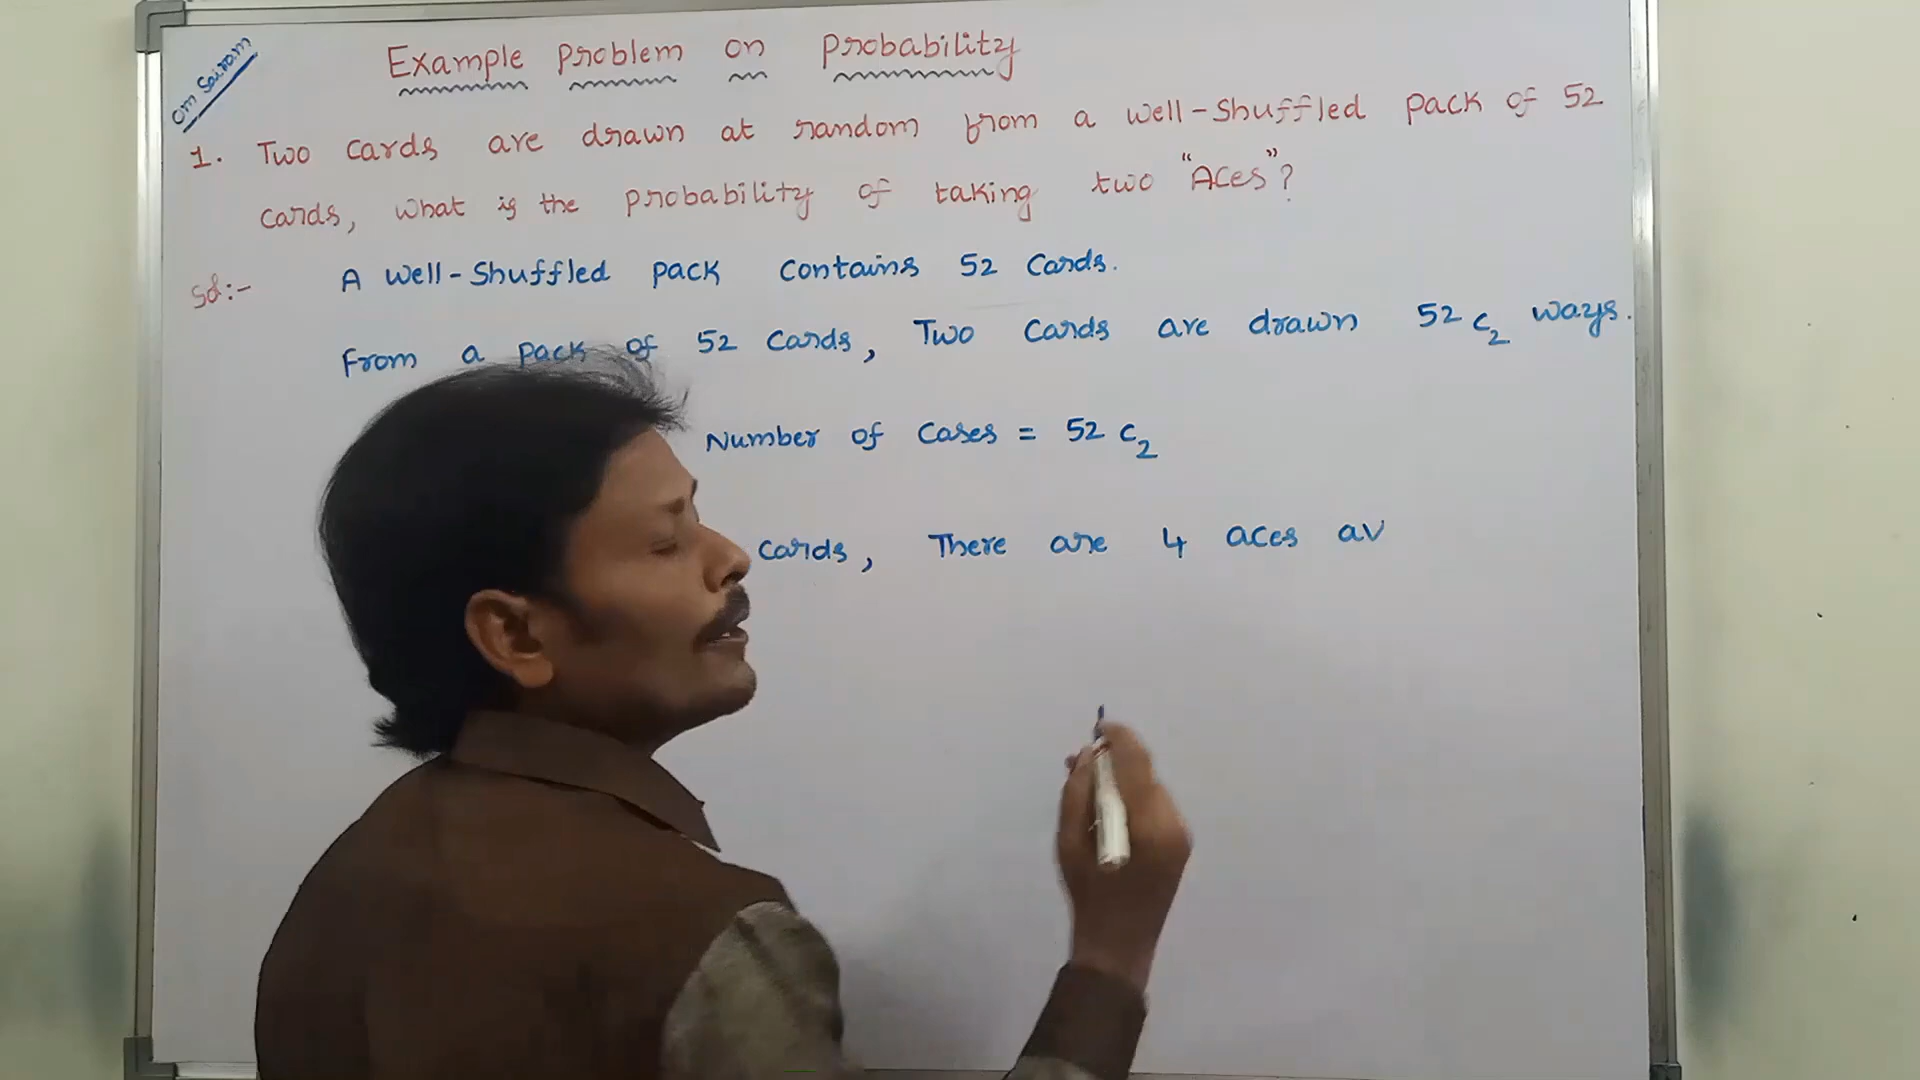 Om Sairam
Example Problem on Probability
1. Two cards are drawn at random from a well-shuffled pack of 52
cards, what is the probability of taking two "Aces"?
Sol:- A well-shuffled pack contains 52 cards.
From a pack of 52 cards, Two cards are drawn 52 c2 ways.
Number of cases = 52 c2
cards, There are 4 aces av